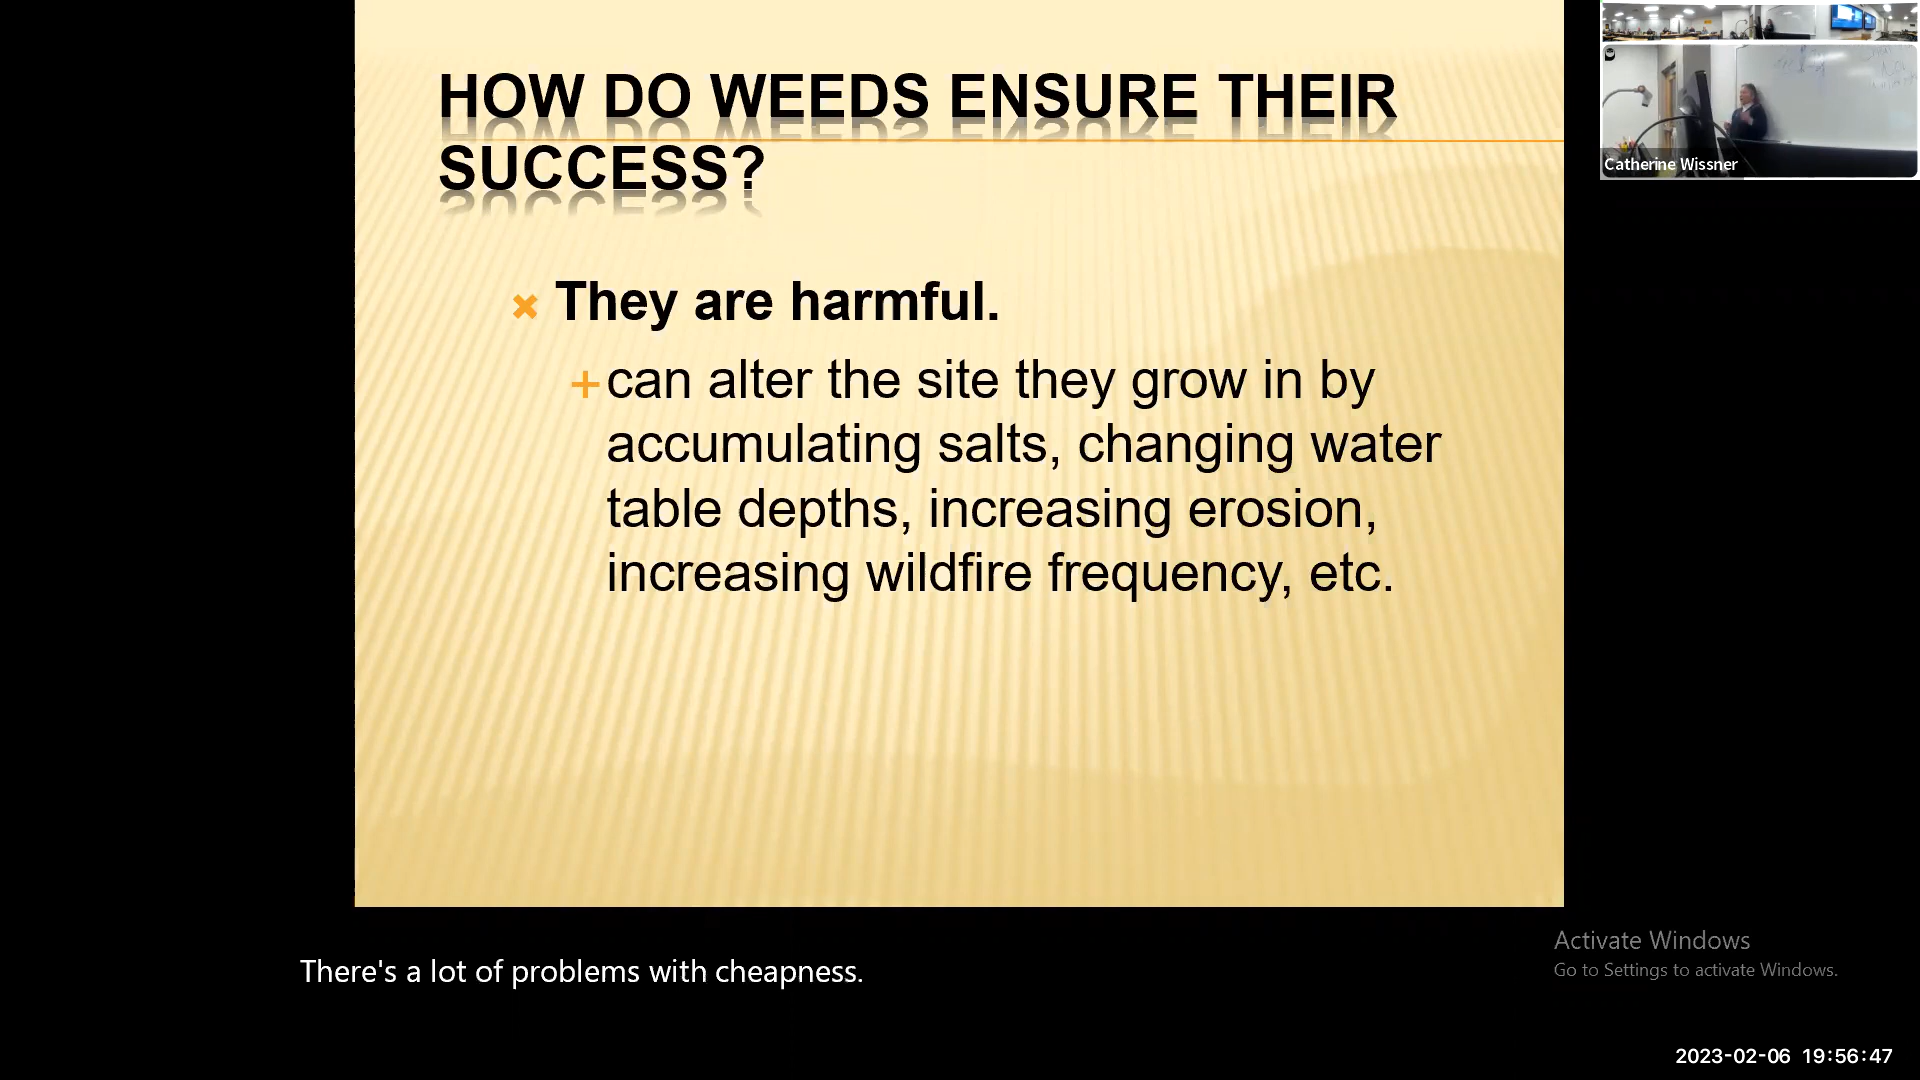 HOW DO WEEDS ENSURE THEIR
SUCCESS?
They are harmful.
can alter the site they grow in by
accumulating salts, changing water
table depths, increasing erosion,
increasing wildfire frequency, etc.
Catherine Wissner
There's a lot of problems with cheapness.
Activate Windows
Go to Settings to activate Windows.
2023-02-06 19:56:47